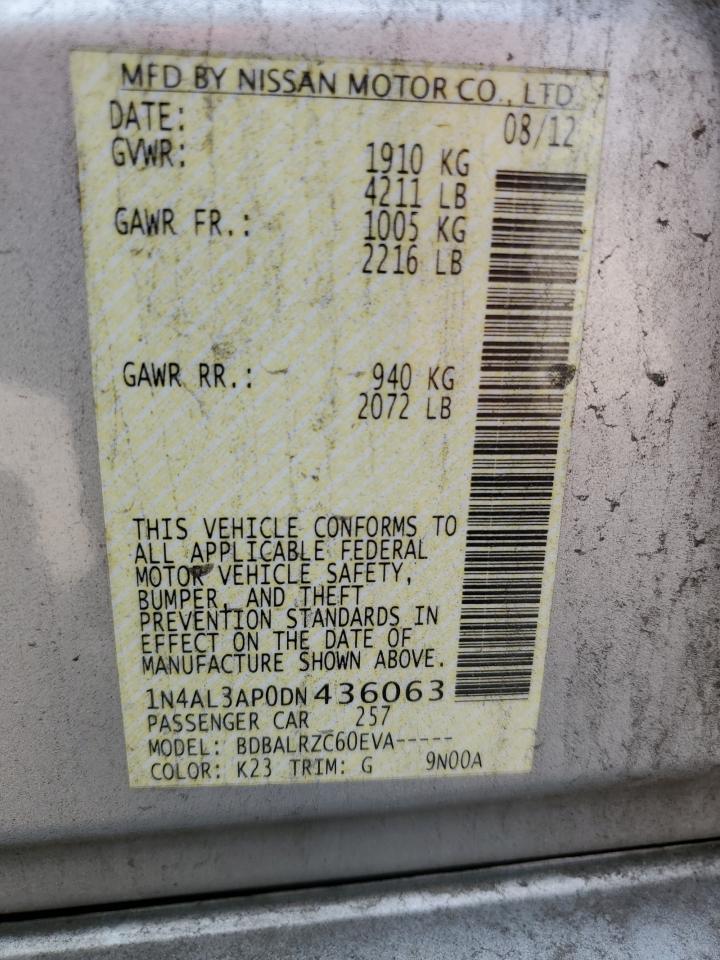 MFD BY NISSAN MOTOR CO., LTD.
DATE: 08/12
GVWR: 1910 KG
4211 LB
GAWR FR.: 1005 KG
2216 LB
GAWR RR.: 940 KG
2072 LB
THIS VEHICLE CONFORMS TO
ALL APPLICABLE FEDERAL
MOTOR VEHICLE SAFETY,
BUMPER, AND THEFT
PREVENTION STANDARDS IN
EFFECT ON THE DATE OF
MANUFACTURE SHOWN ABOVE.
1N4AL3AP0DN436063
PASSENGER CAR 257
MODEL: BDBALRZC60EVA-----
COLOR: K23 TRIM: G 9N00A